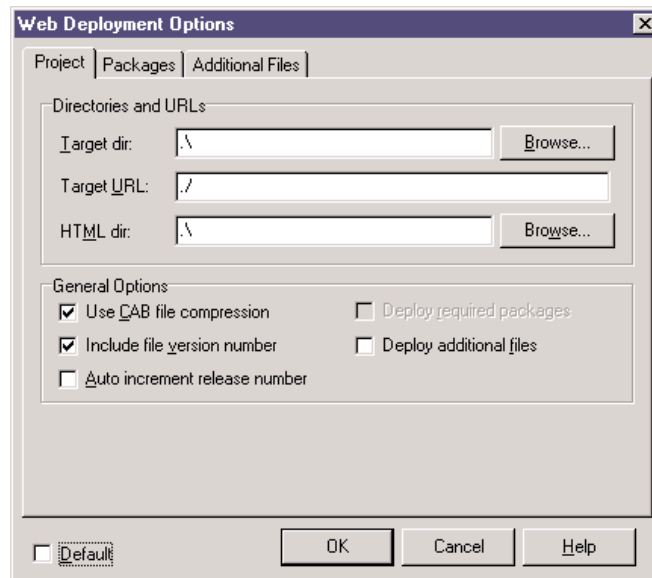 Web Deployment Options
Project Packages Additional Files
Directories and URLs
Target dir: .\ Browse...
Target URL: ./
HTML dir: .\ Browse...
General Options
Use CAB file compression Deploy required packages
Include file version number Deploy additional files
Auto increment release number
Default OK Cancel Help